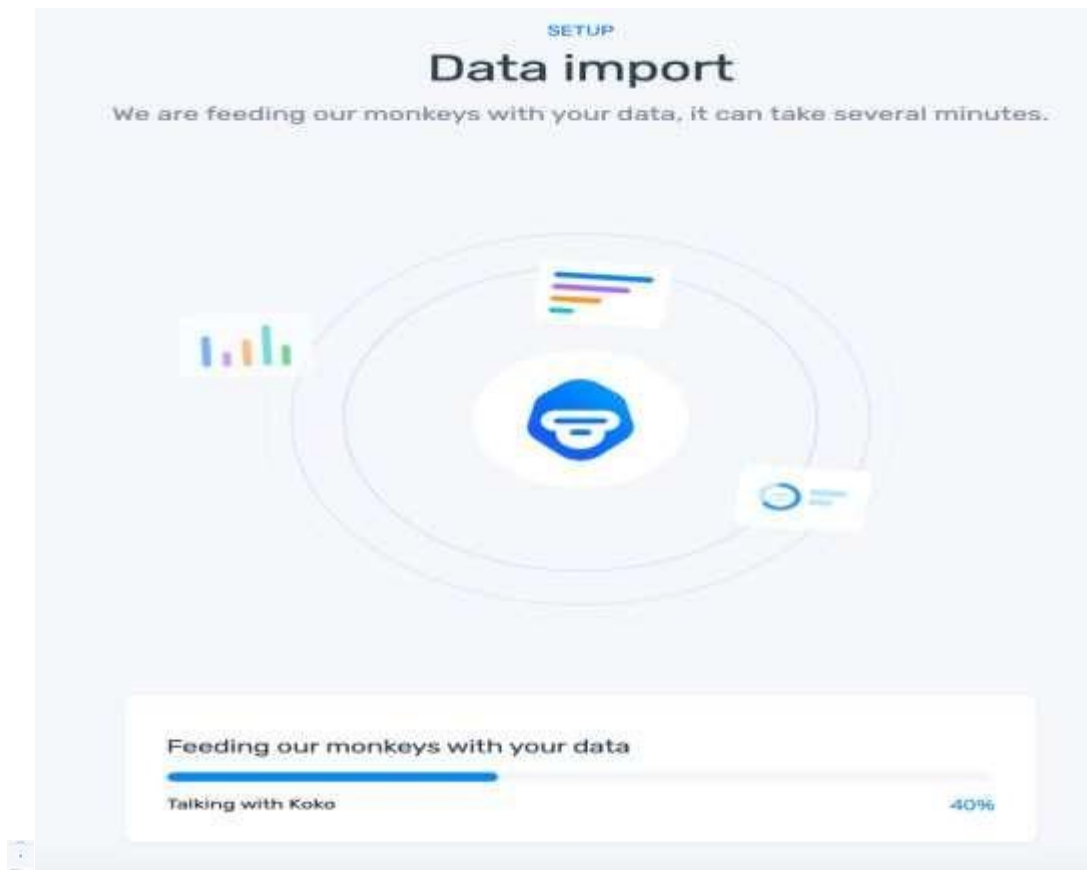 SETUP
Data import
We are feeding our monkeys with your data, it can take several minutes.
Feeding our monkeys with your data
Talking with Koko
40%